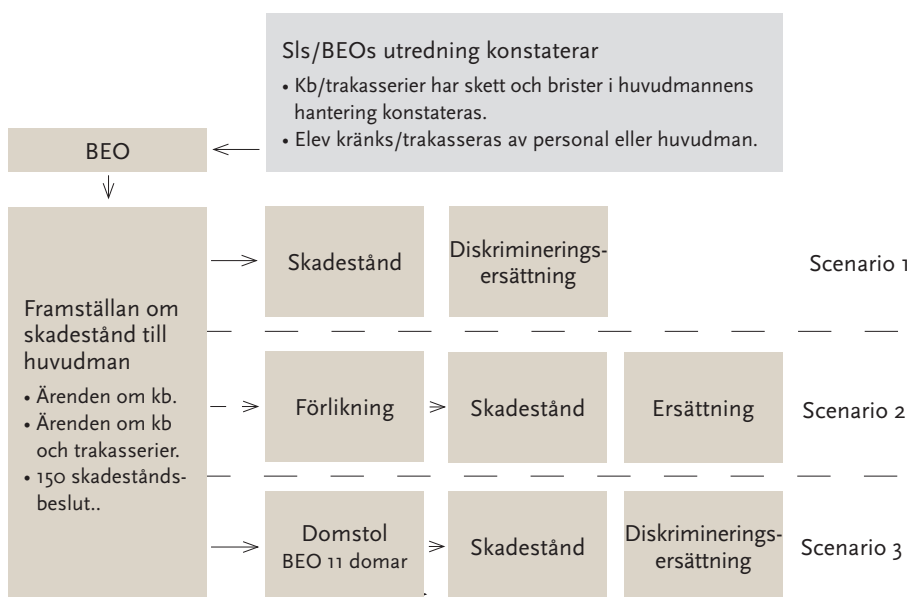 Sls/BEOs utredning konstaterar
• Kb/trakasserier har skett och brister i huvudmannens
hantering konstateras.
• Elev kränks/trakasseras av personal eller huvudman.
BEO
Framställan om
skadestånd till
huvudman
• Ärenden om kb.
• Ärenden om kb
och trakasserier.
• 150 skadestånds-
beslut..
Skadestånd
Diskriminerings-
ersättning
Scenario 1
Förlikning
Skadestånd
Ersättning
Scenario 2
Domstol
BEO 11 domar
Skadestånd
Diskriminerings-
ersättning
Scenario 3